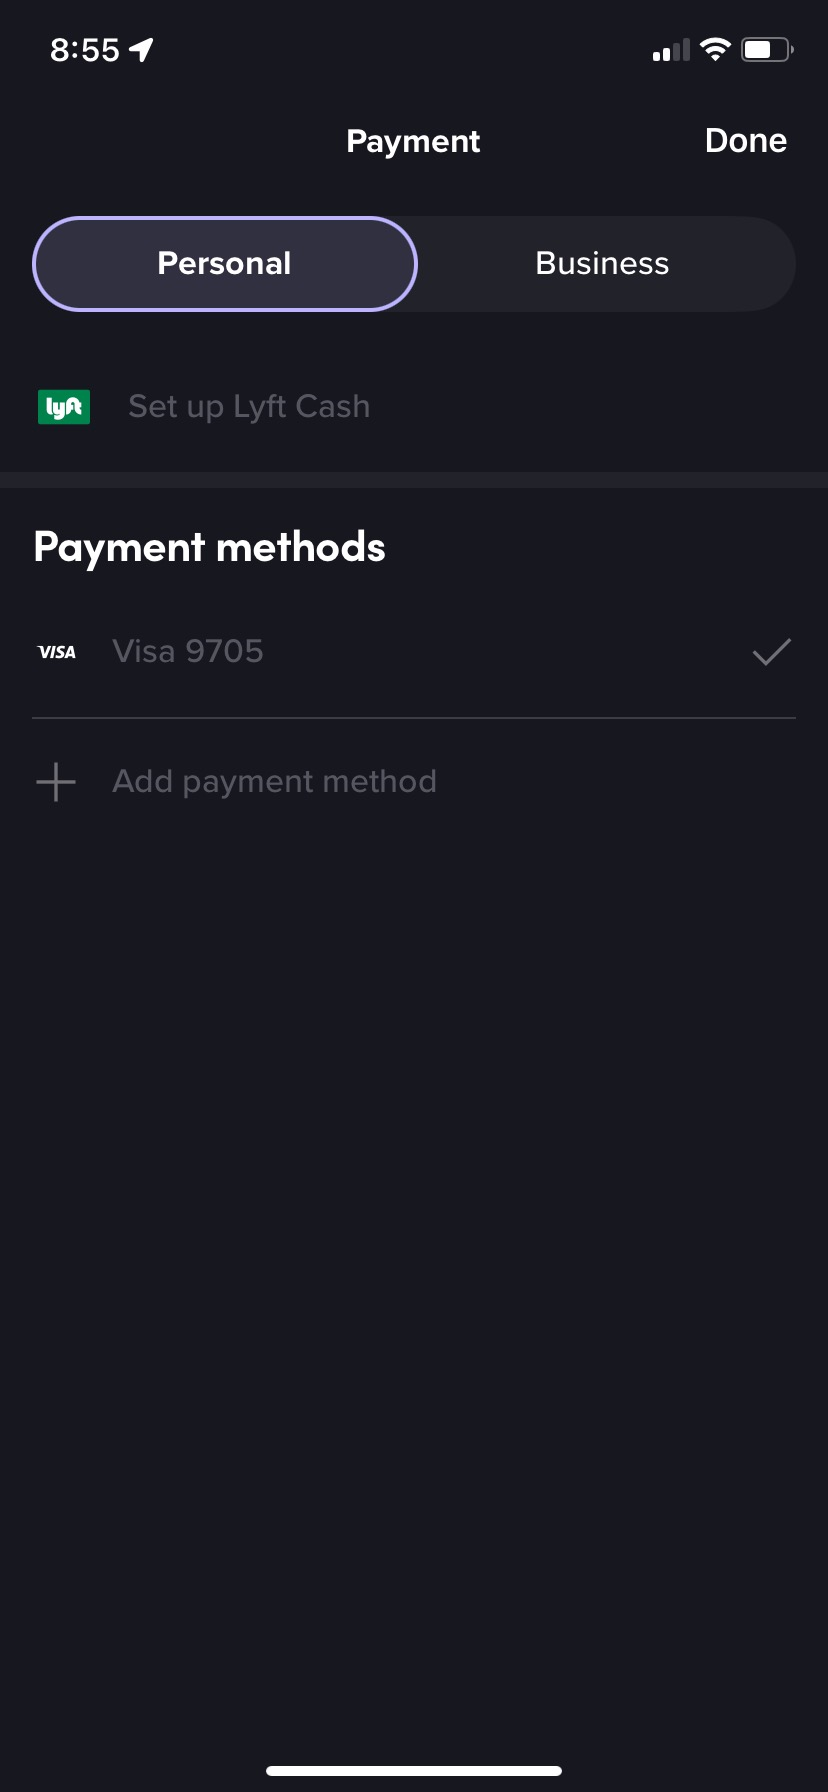 8:55
Payment
Done
Personal
Business
lyft
Set up Lyft Cash
Payment methods
VISA
Visa 9705
Add payment method